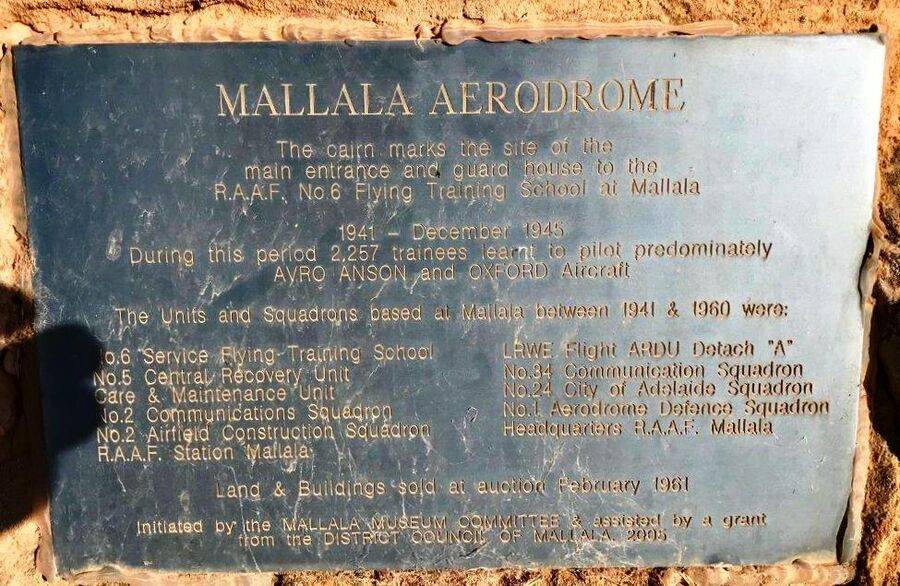 MALLALA AERODROME
The cairn marks the site of the
main entrance and guard house to the
R.A.A.F. No.6 Flying Training School at Mallala
1941 – December 1945
During this period 2,257 trainees learnt to pilot predominately
AVRO ANSON and OXFORD Aircraft
The Units and Squadrons based at Mallala between 1941 & 1960 were:
No.6 Service Flying Training School
No.5 Central Recovery Unit
Care & Maintenance Unit
No.2 Communications Squadron
No.2 Airfield Construction Squadron
R.A.A.F. Station Mallala
LRWE Flight ARDU Detach "A"
No.34 Communication Squadron
No.24 City of Adelaide Squadron
No.1 Aerodrome Defence Squadron
Headquarters R.A.A.F. Mallala
Land & Buildings sold at auction February 1961
Initiated by the MALLALA MUSEUM COMMITTEE & assisted by a grant
from the DISTRICT COUNCIL OF MALLALA. 2005